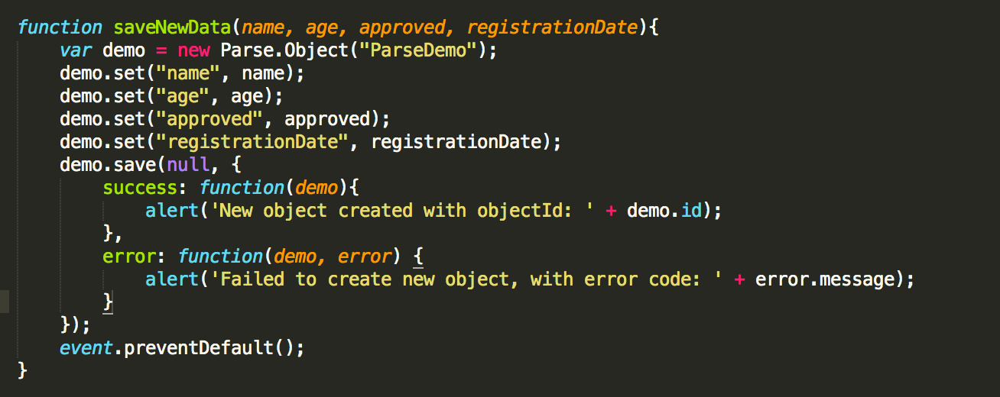 function saveNewData(name, age, approved, registrationDate){
    var demo = new Parse.Object("ParseDemo");
    demo.set("name", name);
    demo.set("age", age);
    demo.set("approved", approved);
    demo.set("registrationDate", registrationDate);
    demo.save(null, {
        success: function(demo){
            alert('New object created with objectId: ' + demo.id);
        },
        error: function(demo, error) {
            alert('Failed to create new object, with error code: ' + error.message);
        }
    });
    event.preventDefault();
}